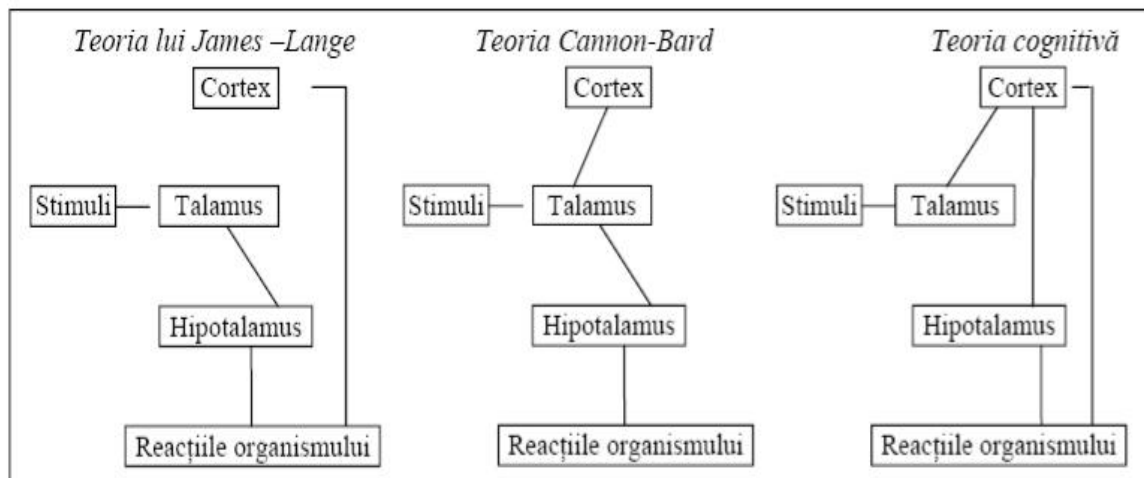 Teoria lui James –Lange
Cortex
Stimuli
Talamus
Hipotalamus
Reacțiile organismului
Teoria Cannon-Bard
Cortex
Stimuli
Talamus
Hipotalamus
Reacțiile organismului
Teoria cognitivă
Cortex
Stimuli
Talamus
Hipotalamus
Reacțiile organismului